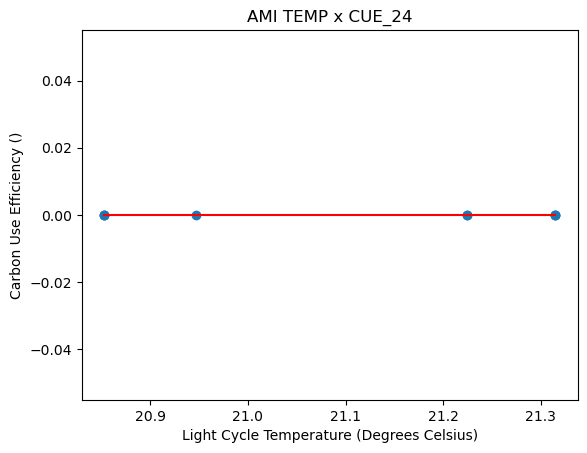 AMI TEMP x CUE_24
Carbon Use Efficiency ()
0.04
0.02
0.00
−0.02
−0.04
20.9 21.0 21.1 21.2 21.3
Light Cycle Temperature (Degrees Celsius)